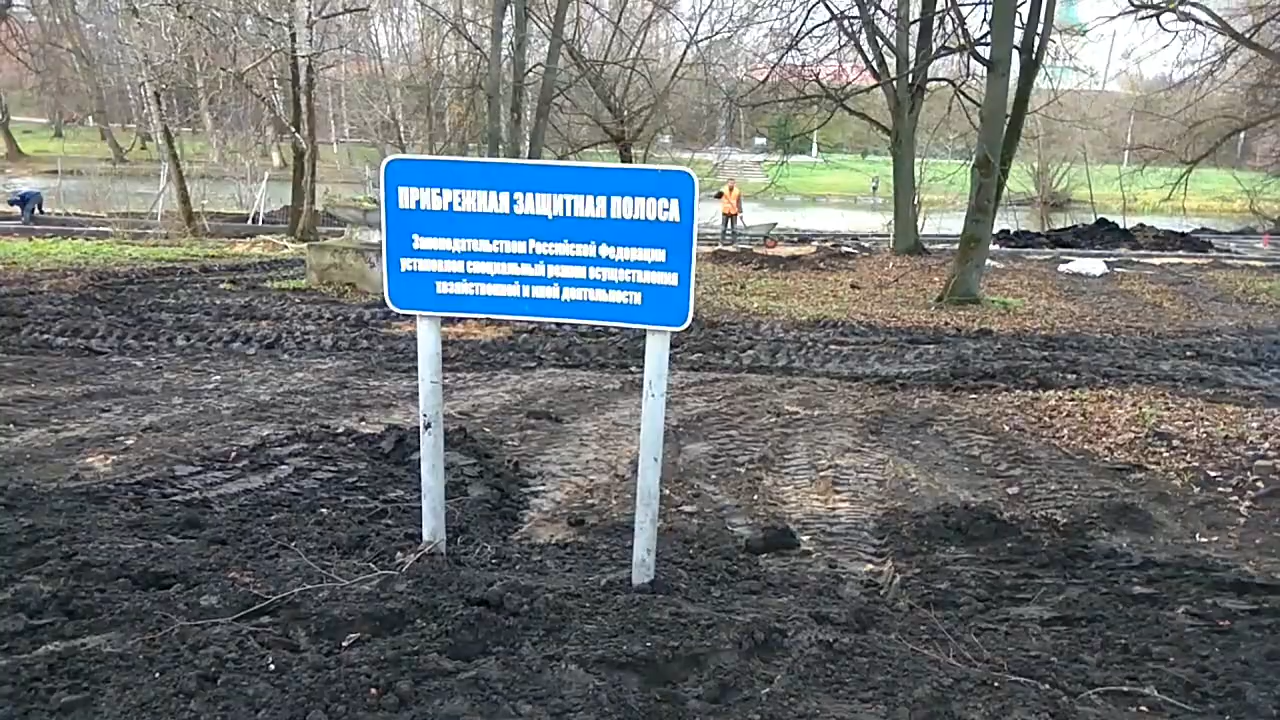 ПРИБРЕЖНАЯ ЗАЩИТНАЯ ПОЛОСА
Законодательством Российской Федерации
установлен специальный режим осуществления
хозяйственной и иной деятельности